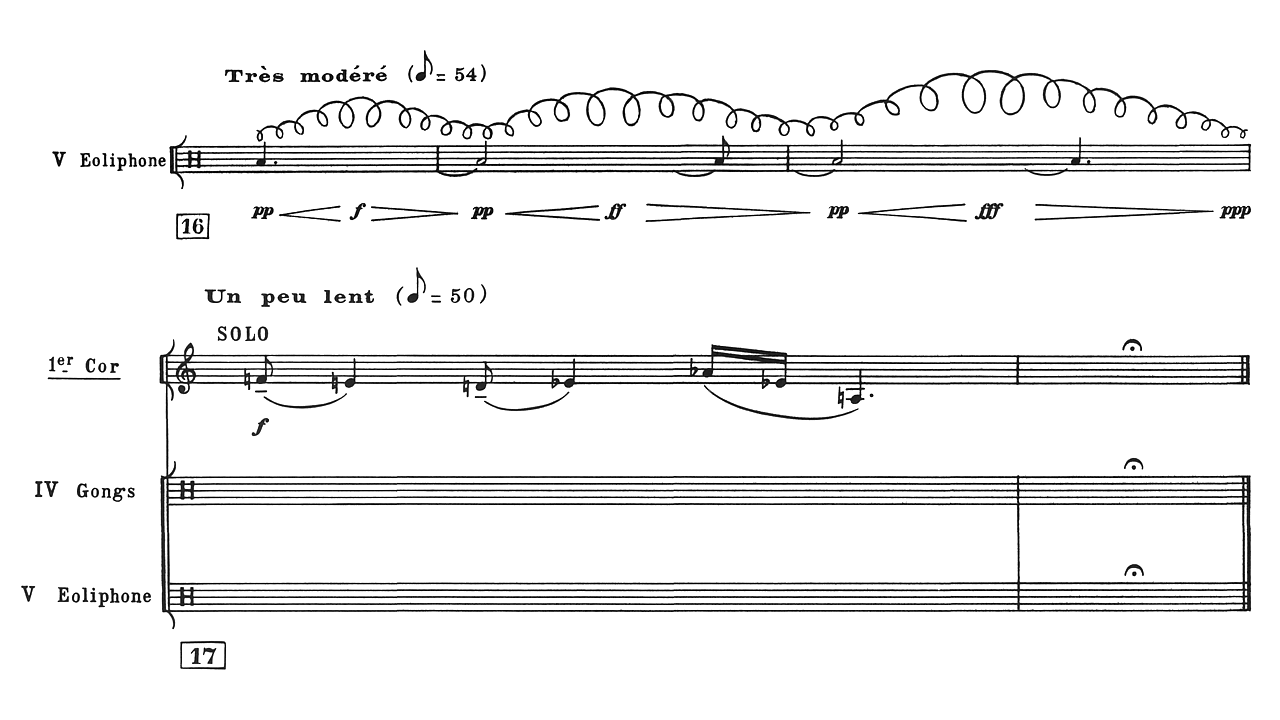 Très modéré (♪= 54)
V Eoliphone
pp f pp ff pp fff ppp
16
Un peu lent (♪= 50)
SOLO
1er Cor
f
IV Gongs
V Eoliphone
17